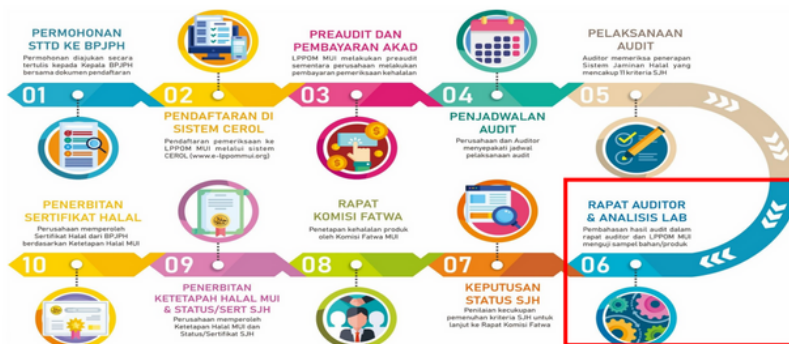 PERMOHONAN
STTD KE BPJPH
Permohonan diajukan secara
tertulis kepada Kepala BPJPH
bersama dokumen pendaftaran
01
02
PENDAFTARAN DI
SISTEM CEROL
Pendaftaran pemeriksaan ke
LPPOM MUI melalui sistem
CEROL (www.e-lppommui.org)
PREAUDIT DAN
PEMBAYARAN AKAD
LPPOM MUI melakukan preaudit
sementara perusahaan melakukan
pembayaran pemeriksaan kehalalan
03
04
PENJADWALAN
AUDIT
Perusahaan dan Auditor
menyepakati jadwal
pelaksanaan audit
PELAKSANAAN
AUDIT
Auditor memeriksa penerapan
Sistem Jaminan Halal yang
mencakup 11 kriteria SJH
05
RAPAT AUDITOR
& ANALISIS LAB
Pembahasan hasil audit dalam
rapat auditor dan LPPOM MUI
menguji sampel bahan/produk
06
07
KEPUTUSAN
STATUS SJH
Penilaian kecukupan
pemenuhan kriteria SJH untuk
lanjut ke Rapat Komisi Fatwa
RAPAT
KOMISI FATWA
Penetapan kehalalan produk
oleh Komisi Fatwa MUI
08
09
PENERBITAN
KETETAPAH HALAL MUI
& STATUS/SERT SJH
Perusahaan memperoleh
Ketetapan Halal MUI dan
Status/Sertifikat SJH
PENERBITAN
SERTIFIKAT HALAL
Perusahaan memperoleh
Sertifikat Halal dari BPJPH
berdasarkan Ketetapan Halal MUI
10